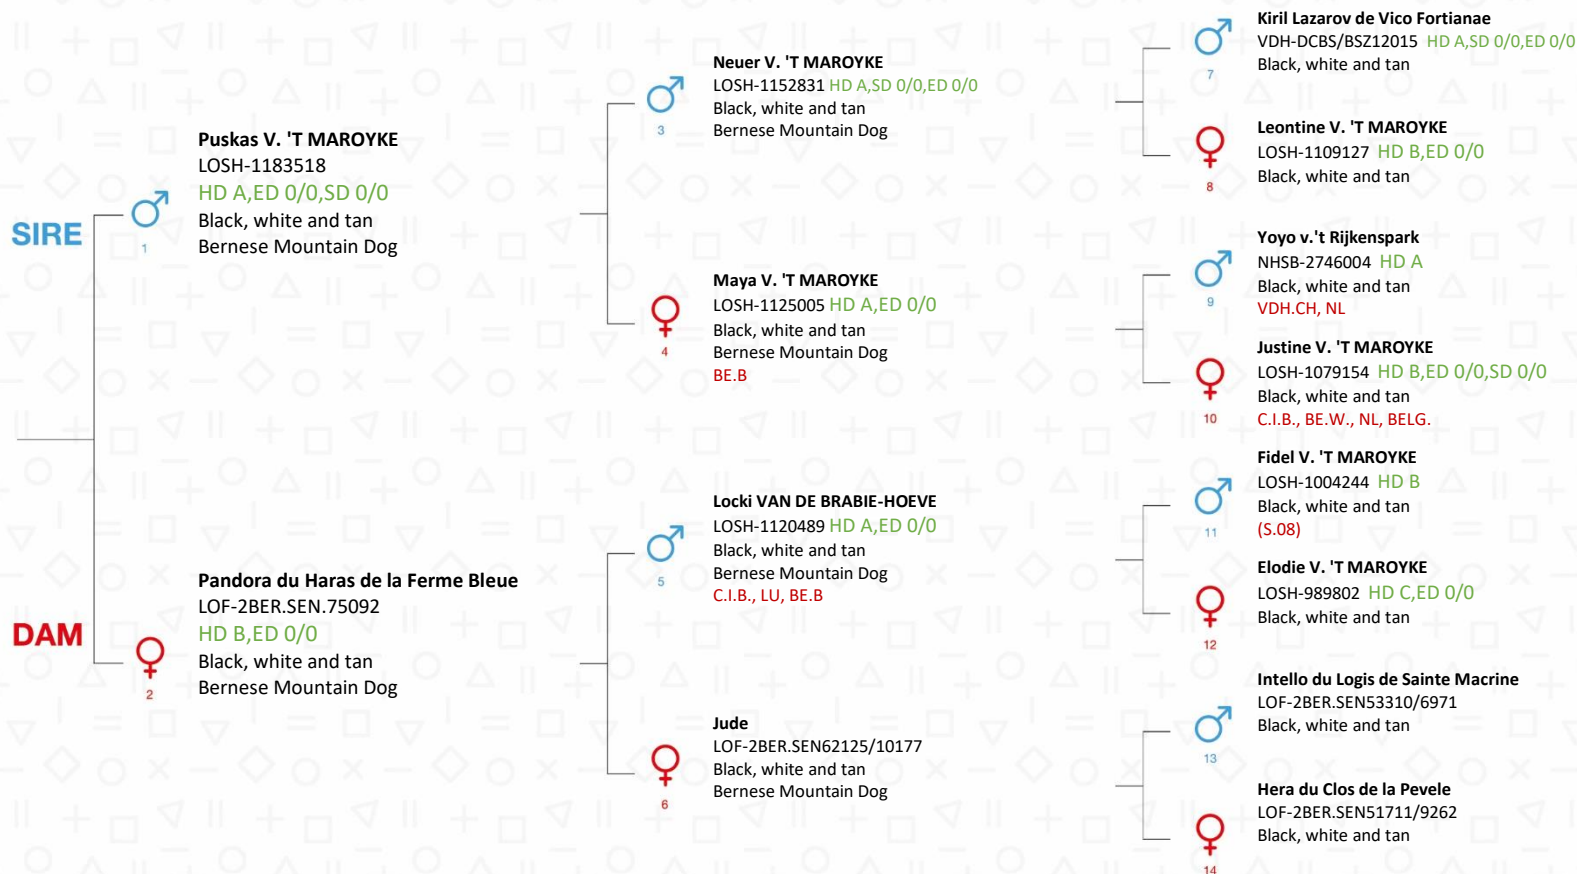 SIRE
1
Puskas V. 'T MAROYKE
LOSH-1183518
HD A,ED 0/0,SD 0/0
Black, white and tan
Bernese Mountain Dog
DAM
2
Pandora du Haras de la Ferme Bleue
LOF-2BER.SEN.75092
HD B,ED 0/0
Black, white and tan
Bernese Mountain Dog
3
Neuer V. 'T MAROYKE
LOSH-1152831 HD A,SD 0/0,ED 0/0
Black, white and tan
Bernese Mountain Dog
4
Maya V. 'T MAROYKE
LOSH-1125005 HD A,ED 0/0
Black, white and tan
Bernese Mountain Dog
BE.B
5
Locki VAN DE BRABIE-HOEVE
LOSH-1120489 HD A,ED 0/0
Black, white and tan
Bernese Mountain Dog
C.I.B., LU, BE.B
6
Jude
LOF-2BER.SEN62125/10177
Black, white and tan
Bernese Mountain Dog
7
Kiril Lazarov de Vico Fortianae
VDH-DCBS/BSZ12015 HD A,SD 0/0,ED 0/0
Black, white and tan
8
Leontine V. 'T MAROYKE
LOSH-1109127 HD B,ED 0/0
Black, white and tan
9
Yoyo v.'t Rijkenspark
NHSB-2746004 HD A
Black, white and tan
VDH.CH, NL
10
Justine V. 'T MAROYKE
LOSH-1079154 HD B,ED 0/0,SD 0/0
Black, white and tan
C.I.B., BE.W., NL, BELG.
11
Fidel V. 'T MAROYKE
LOSH-1004244 HD B
Black, white and tan
(S.08)
12
Elodie V. 'T MAROYKE
LOSH-989802 HD C,ED 0/0
Black, white and tan
13
Intello du Logis de Sainte Macrine
LOF-2BER.SEN53310/6971
Black, white and tan
14
Hera du Clos de la Pevele
LOF-2BER.SEN51711/9262
Black, white and tan